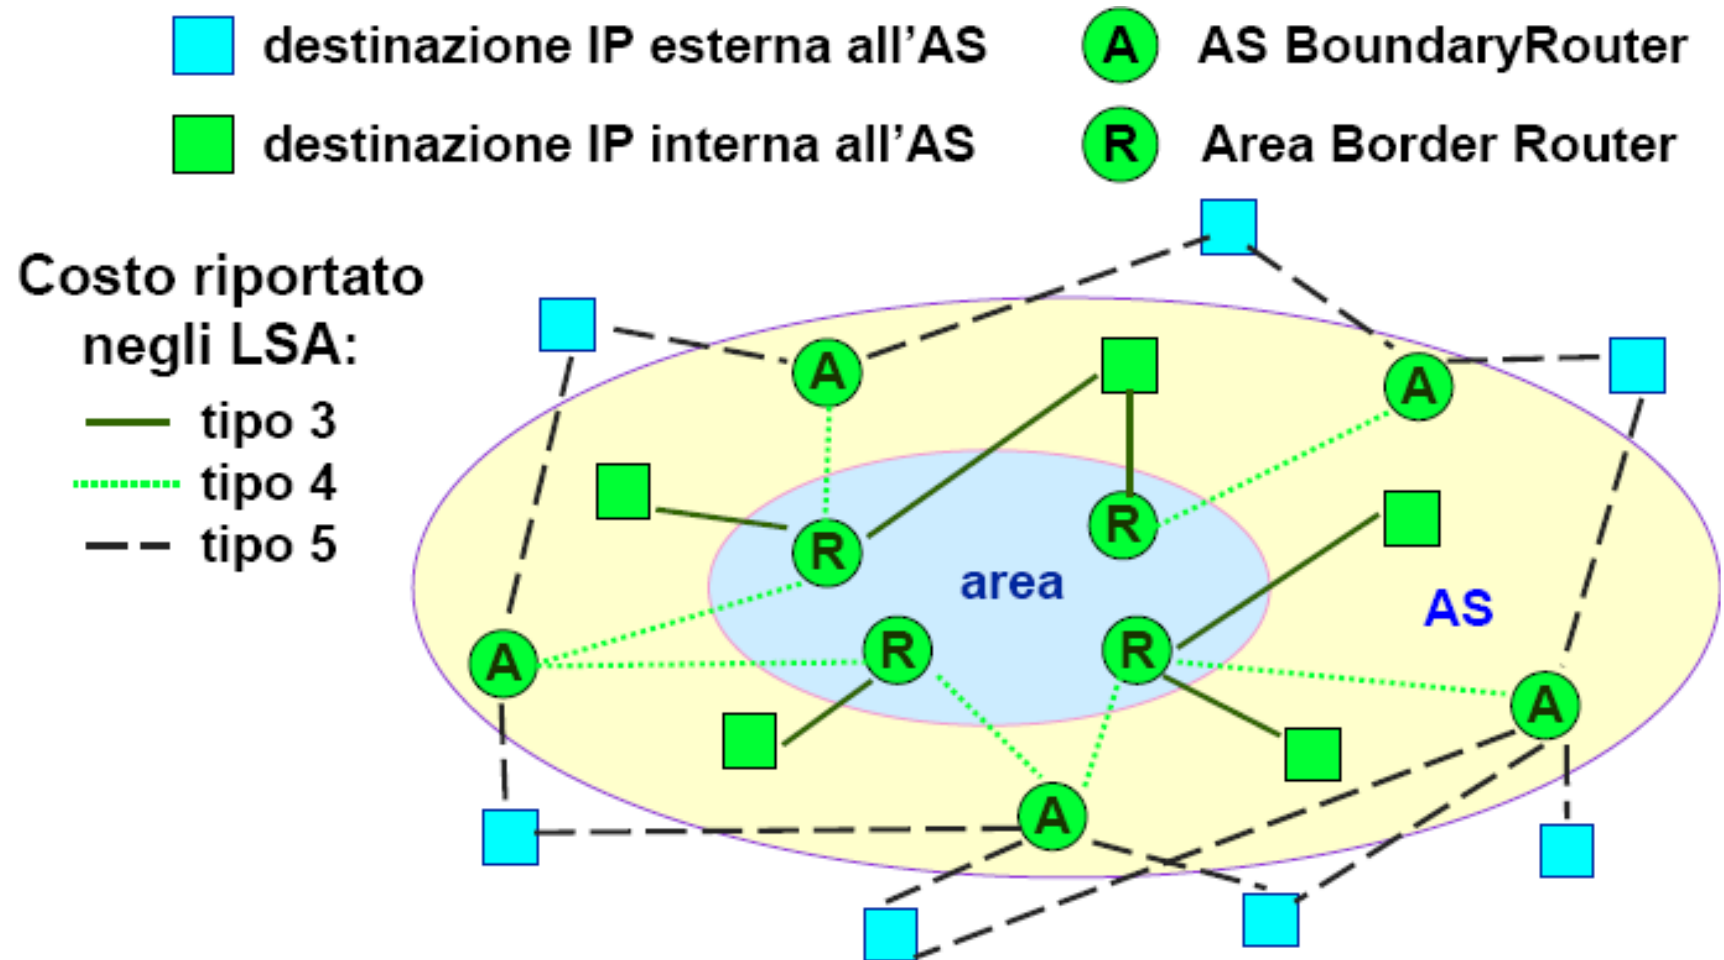 destinazione IP esterna all’AS
A
AS BoundaryRouter
destinazione IP interna all’AS
R
Area Border Router
Costo riportato
negli LSA:
tipo 3
tipo 4
tipo 5
A
A
R
R
area
AS
A
R
R
A
A